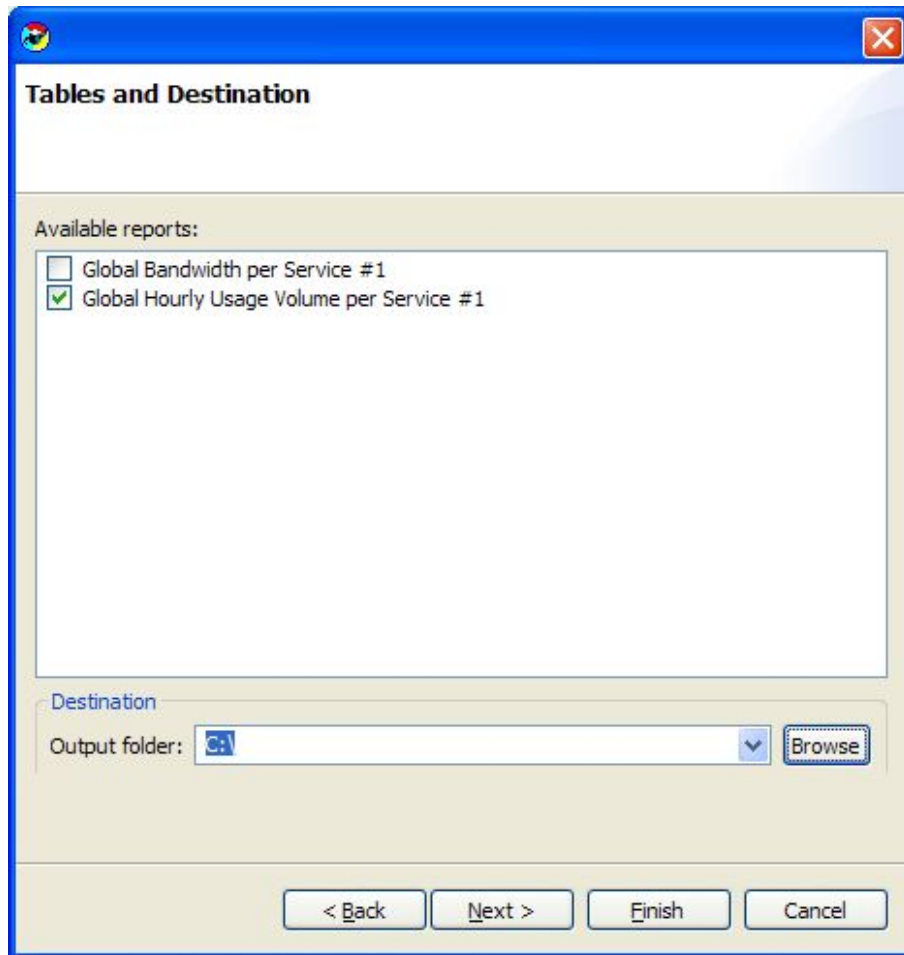 Tables and Destination
Available reports:
Global Bandwidth per Service #1
Global Hourly Usage Volume per Service #1
Destination
Output folder: C:\ Browse
< Back Next > Finish Cancel